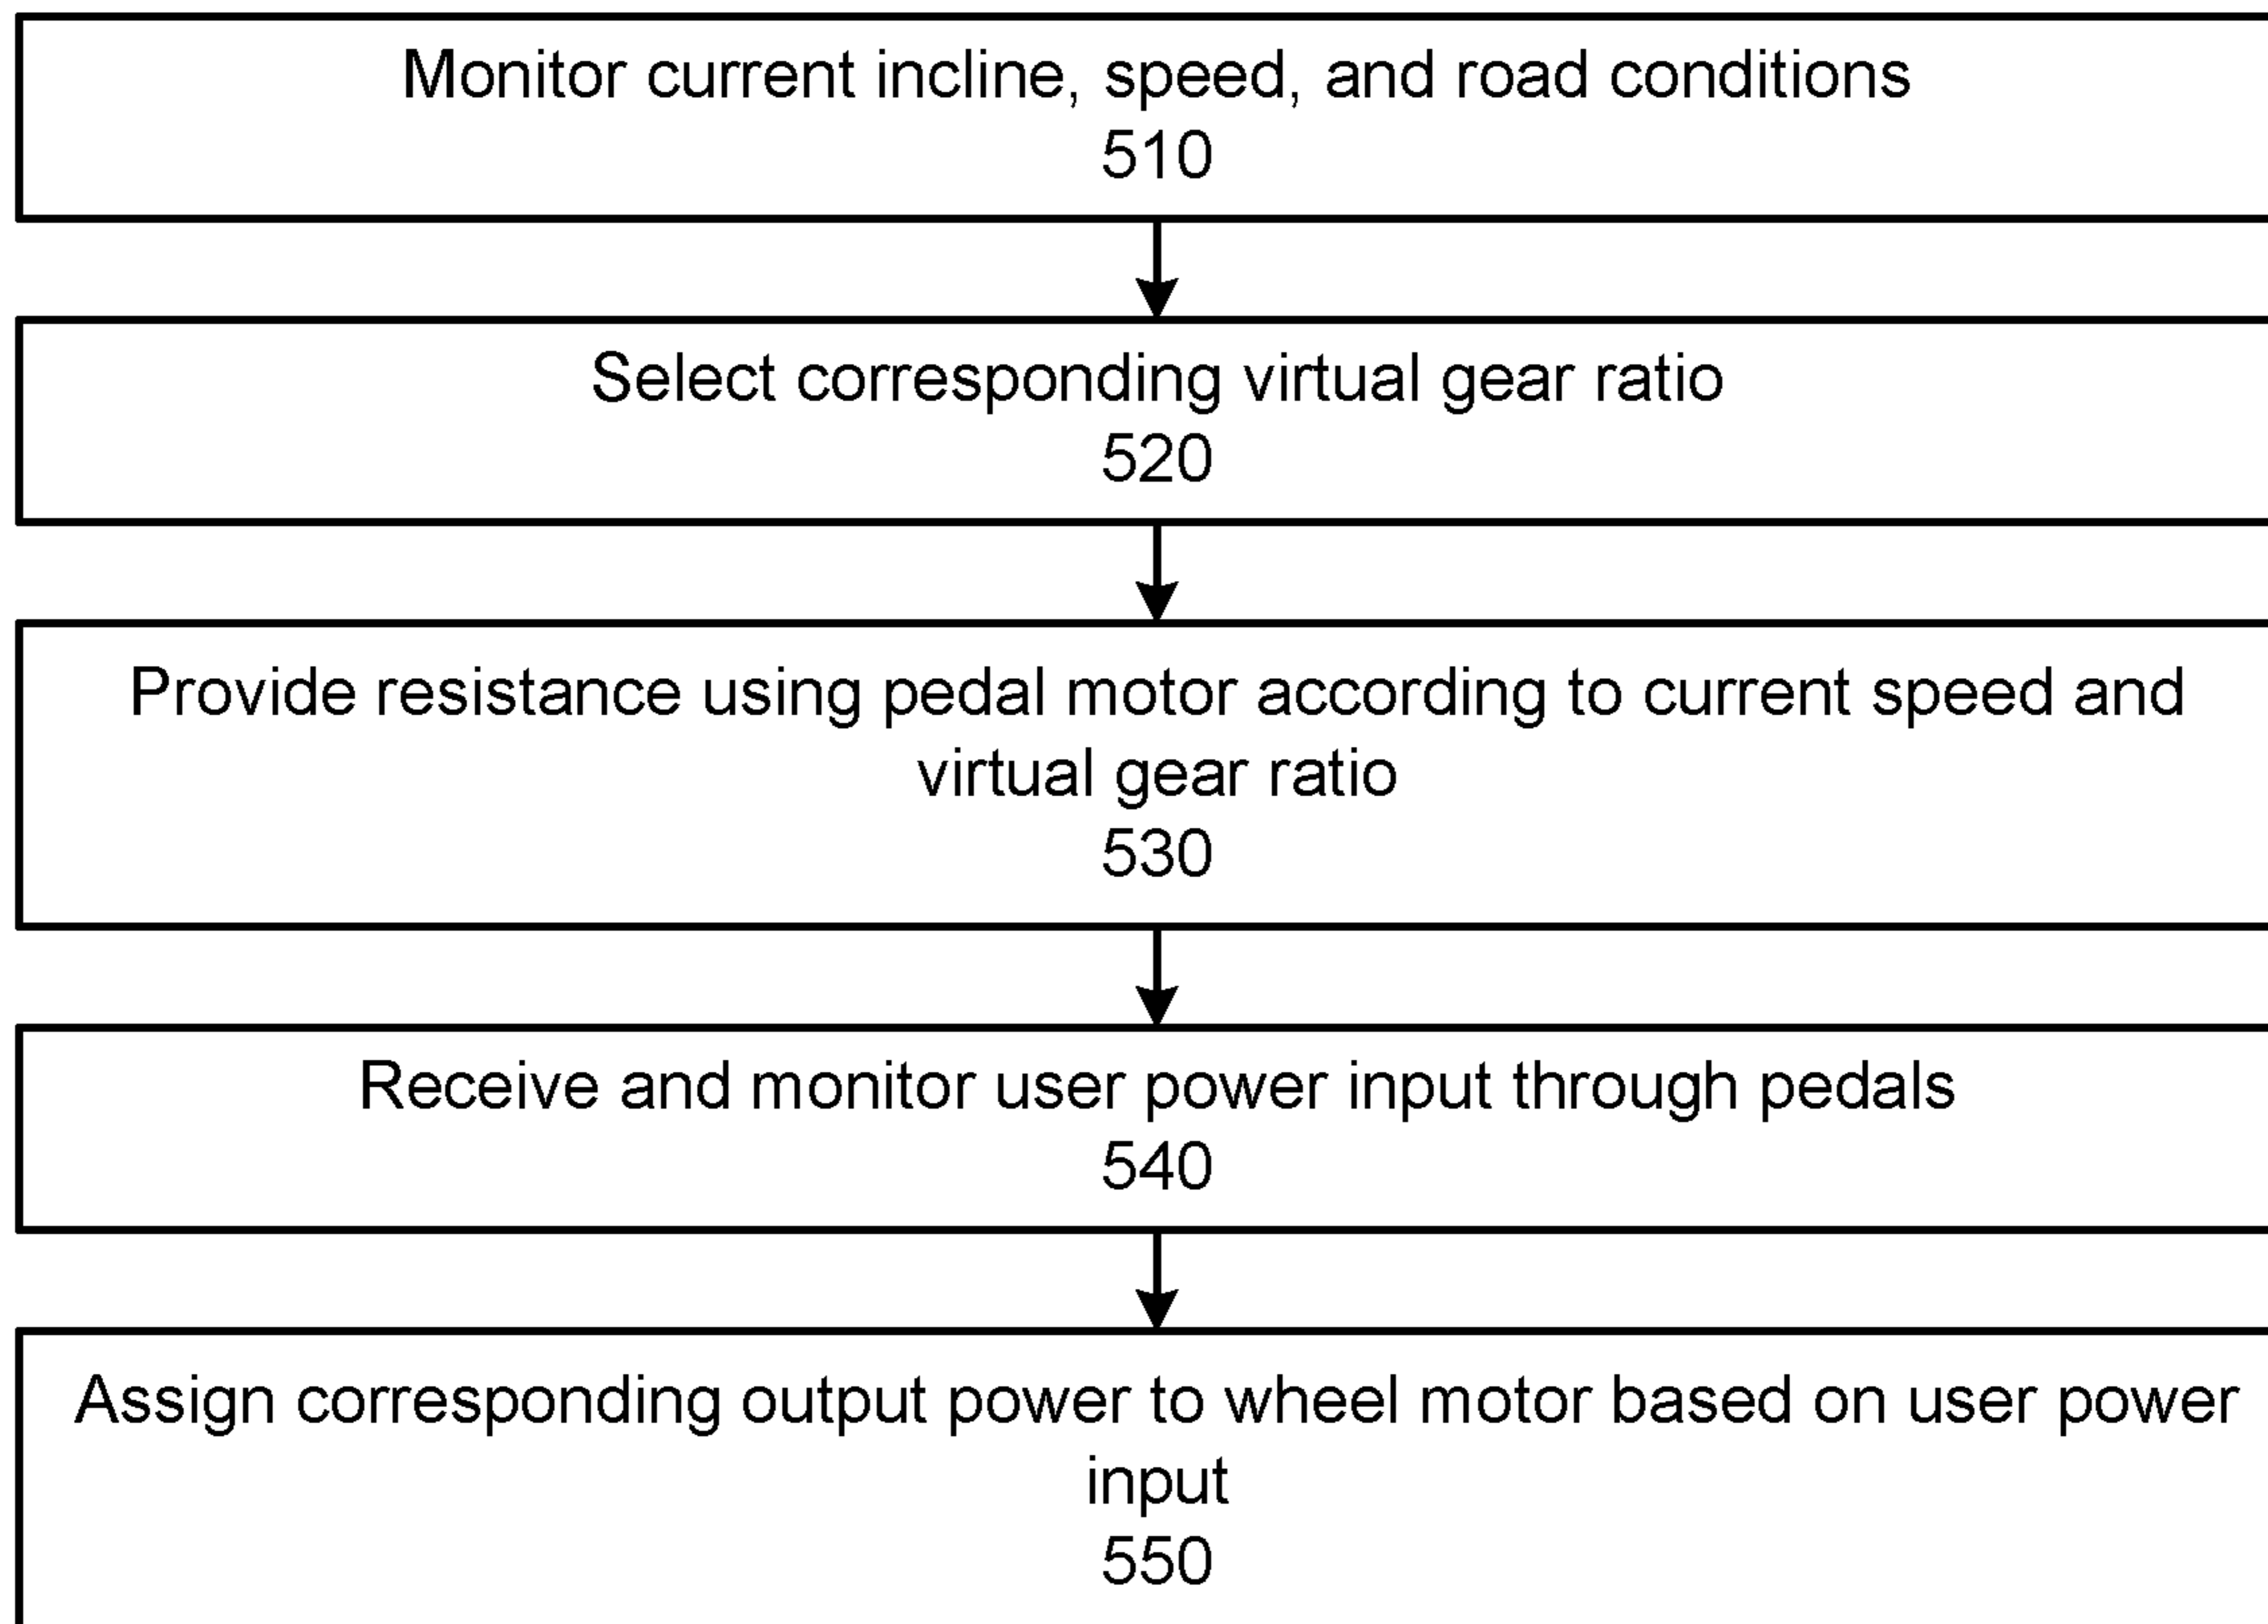 Monitor current incline, speed, and road conditions
510
Select corresponding virtual gear ratio
520
Provide resistance using pedal motor according to current speed and
virtual gear ratio
530
Receive and monitor user power input through pedals
540
Assign corresponding output power to wheel motor based on user power
input
550